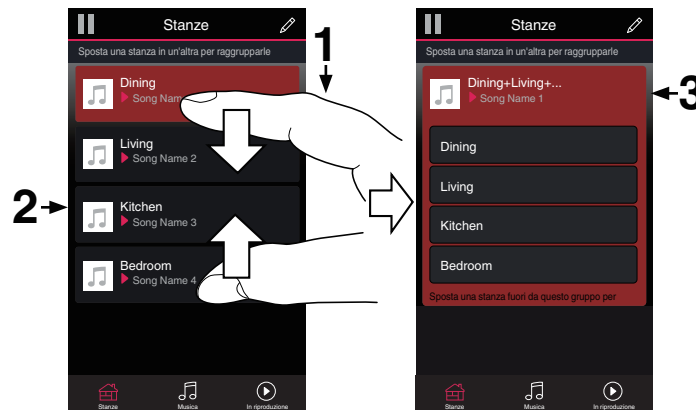 Stanze
Sposta una stanza in un'altra per raggrupparle
1
Dining
Song Nam
Living
Song Name 2
2
Kitchen
Song Name 3
Bedroom
Song Name 4
Stanze
Musica
In riproduzione
Stanze
Sposta una stanza in un'altra per raggrupparle
Dining+Living+...
Song Name 1
3
Dining
Living
Kitchen
Bedroom
Sposta una stanza fuori da questo gruppo per
Stanze
Musica
In riproduzione